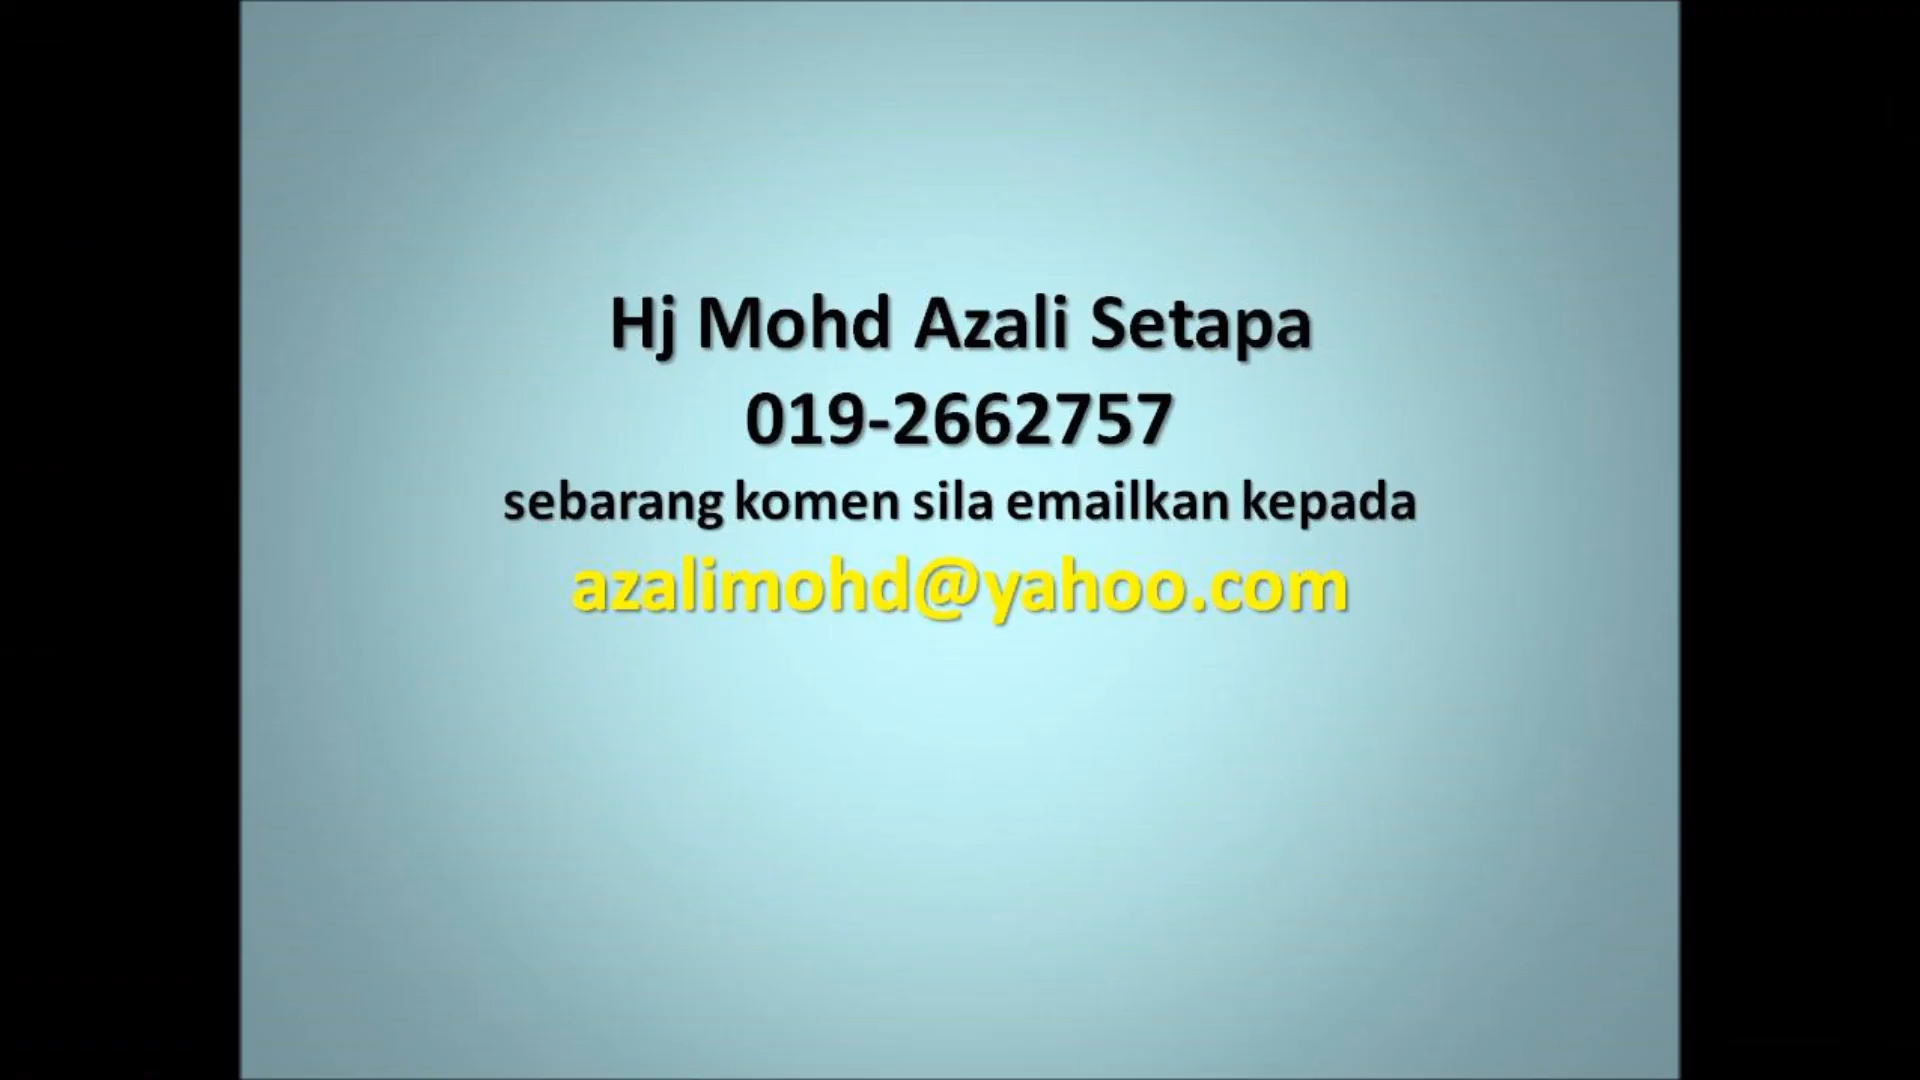 Hj Mohd Azali Setapa
019-2662757
sebarang komen sila emailkan kepada
azalimohd@yahoo.com